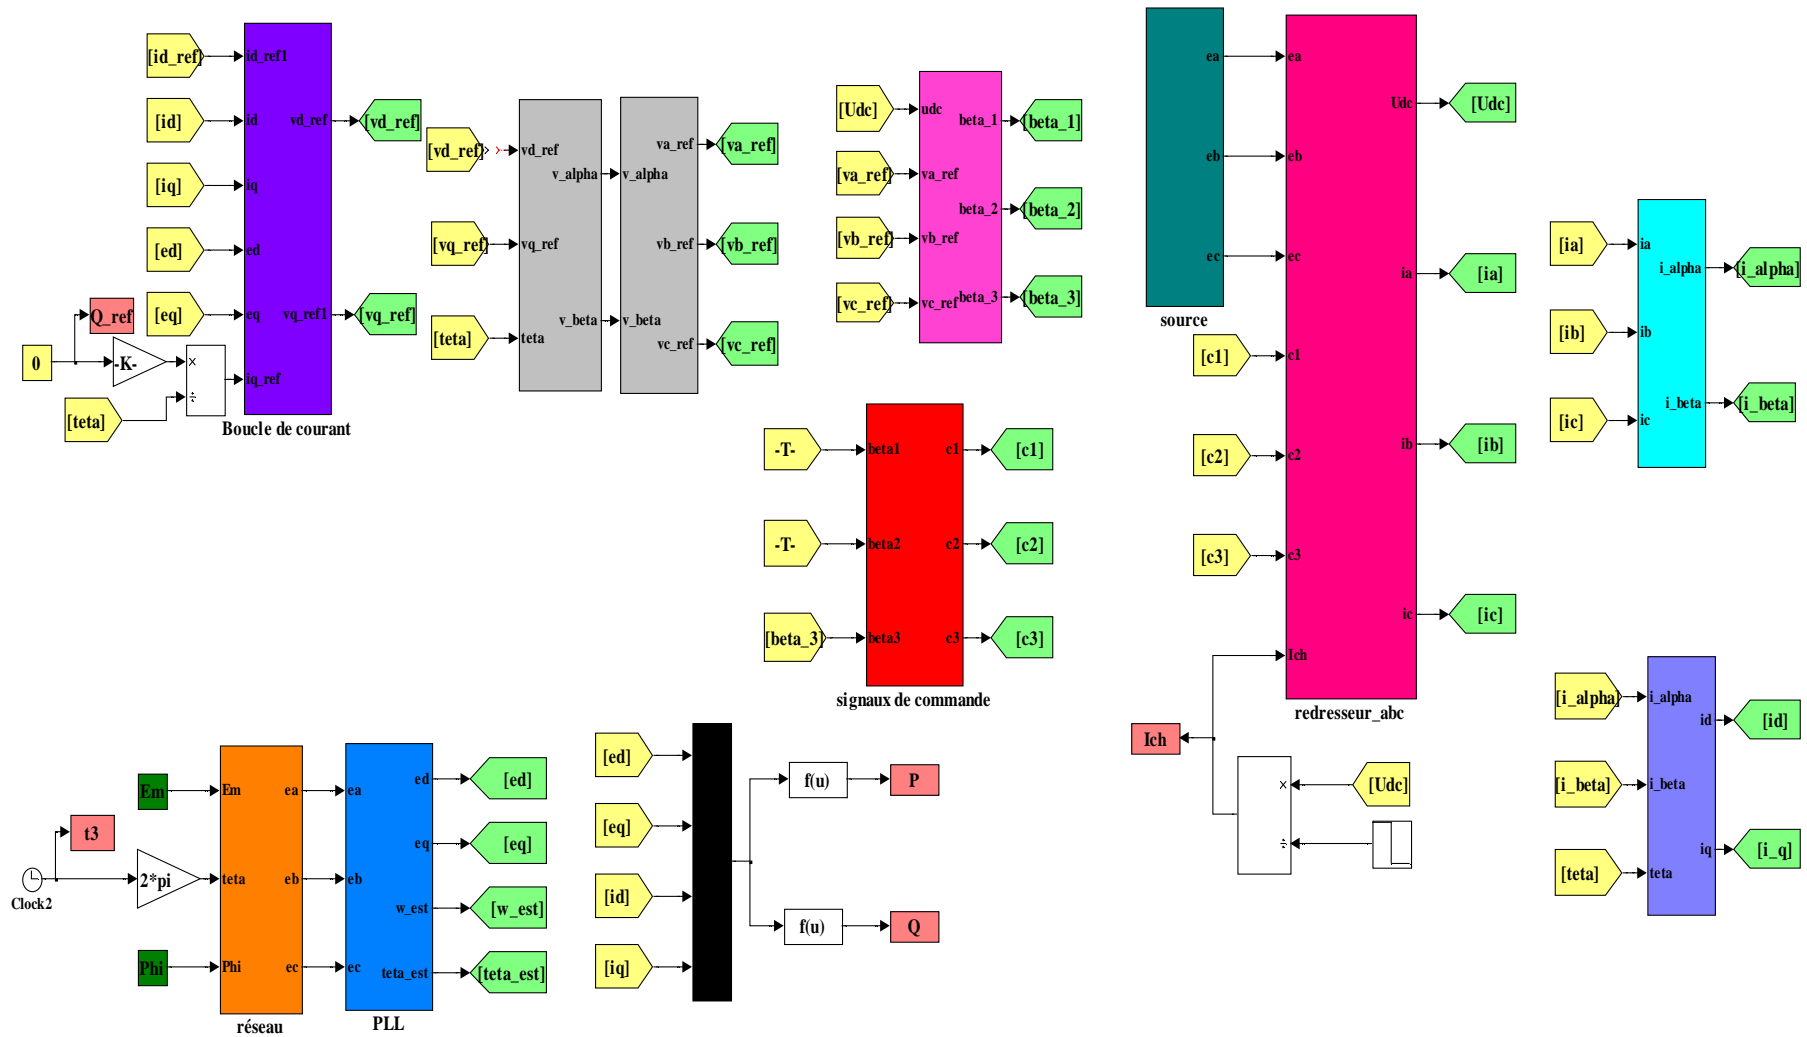 [id_ref]
id_ref1
[id]
id
vd_ref
[vd_ref]
[iq]
iq
[ed]
ed
Q_ref
[eq]
eq
vq_ref1
[vq_ref]
0
-K-
×
÷
iq_ref
[teta]
Boucle de courant
[vd_ref]
vd_ref
v_alpha
v_alpha
va_ref
[va_ref]
[vq_ref]
vq_ref
vb_ref
[vb_ref]
[teta]
teta
v_beta
v_beta
vc_ref
[vc_ref]
[Udc]
udc
beta_1
[beta_1]
[va_ref]
va_ref
beta_2
[beta_2]
[vb_ref]
vb_ref
[vc_ref]
vc_ref
beta_3
[beta_3]
-T-
beta1
c1
[c1]
-T-
beta2
c2
[c2]
[beta_3]
beta3
c3
[c3]
signaux de commande
ea
eb
ec
source
ea
eb
ec
[c1]
c1
[c2]
c2
[c3]
c3
Ich
Udc
[Udc]
ia
[ia]
ib
[ib]
ic
[ic]
redresseur_abc
Ich
×
÷
[Udc]
[ia]
ia
i_alpha
[i_alpha]
[ib]
ib
[ic]
ic
i_beta
[i_beta]
[i_alpha]
i_alpha
id
[id]
[i_beta]
i_beta
iq
[i_q]
[teta]
teta
Em
Em
ea
ea
ed
[ed]
t3
eq
[eq]
Clock2
2*pi
teta
eb
eb
w_est
[w_est]
Phi
Phi
ec
ec
teta_est
[teta_est]
réseau
PLL
[ed]
[eq]
[id]
[iq]
f(u)
P
f(u)
Q